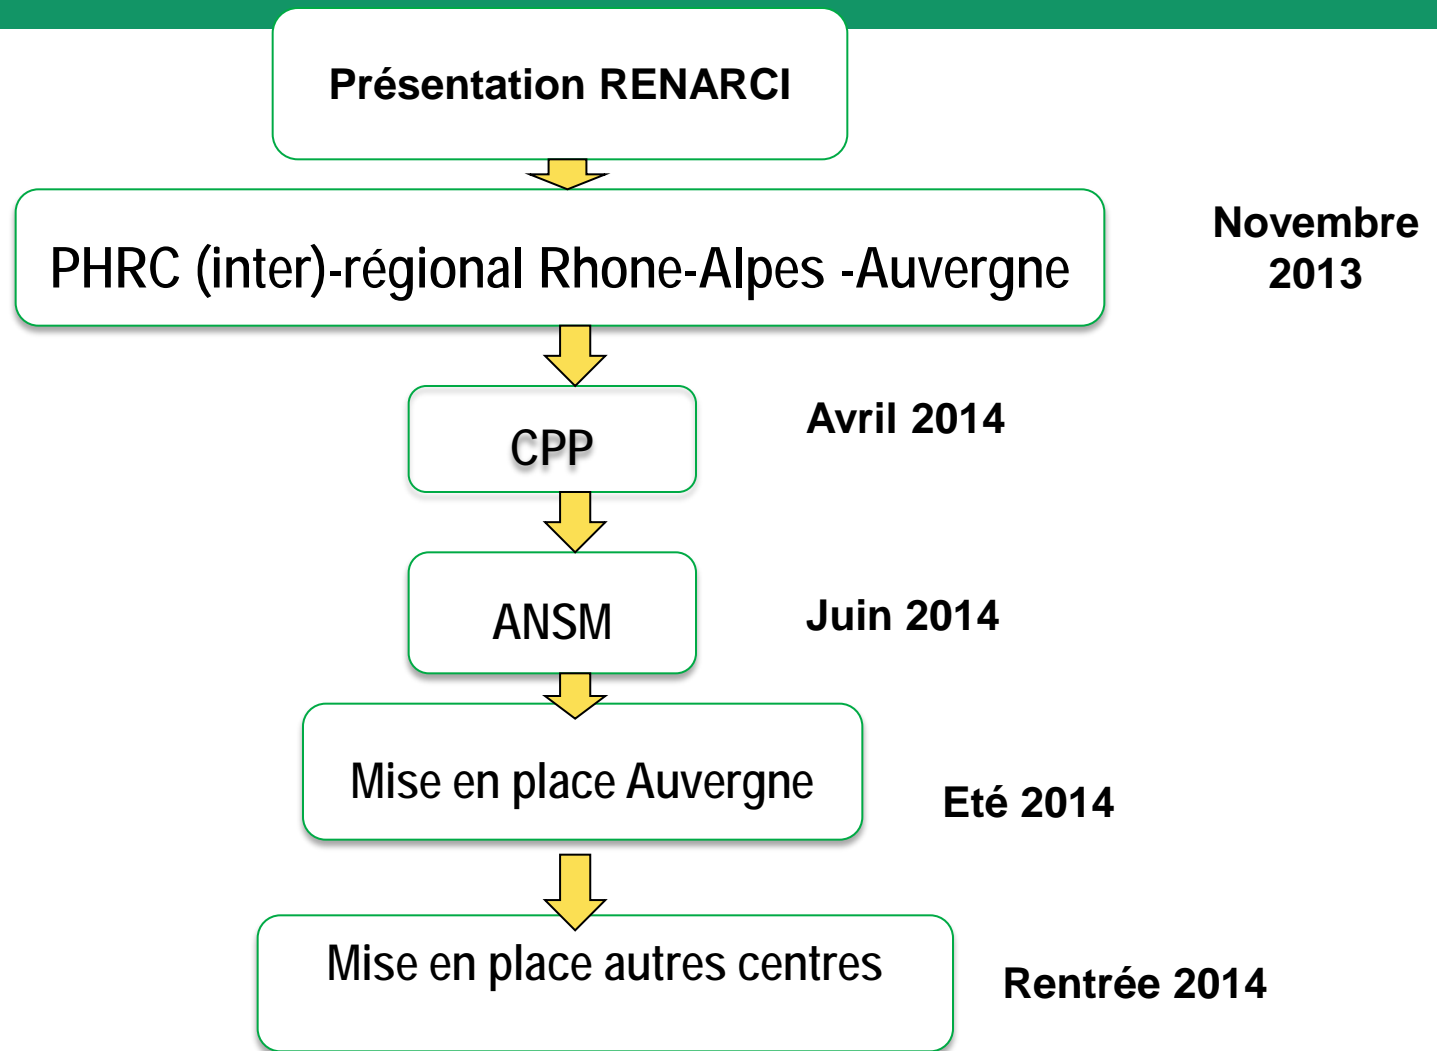 Présentation RENARCI
PHRC (inter)-régional Rhone-Alpes -Auvergne
Novembre
2013
CPP
Avril 2014
ANSM
Juin 2014
Mise en place Auvergne
Eté 2014
Mise en place autres centres
Rentrée 2014